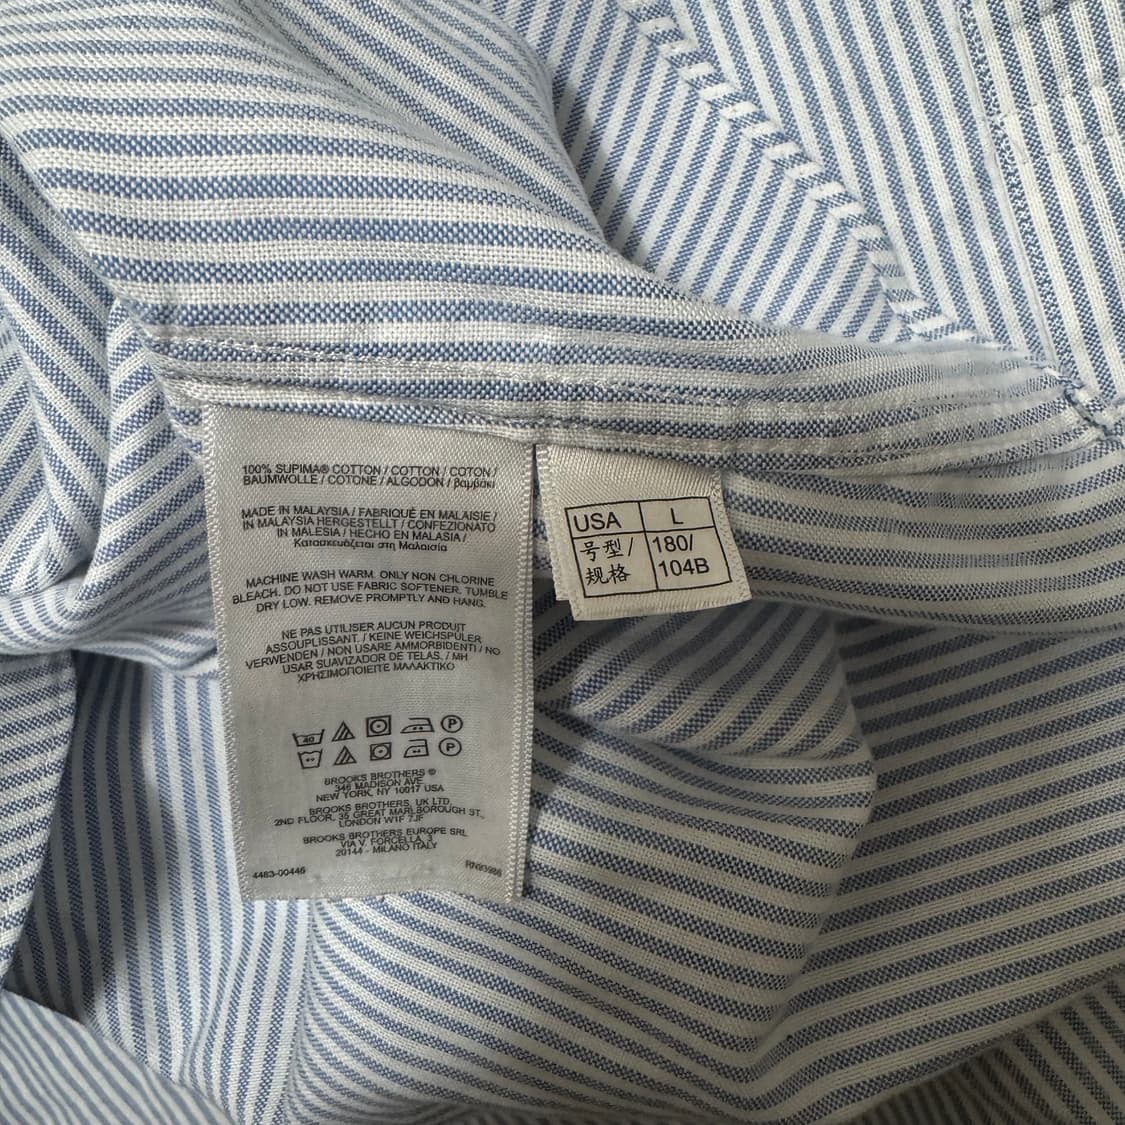 100% SUPIMA® COTTON / COTTON / COTON /
BAUMWOLLE / COTONE / ALGODON / βαμβάκι
MADE IN MALAYSIA / FABRIQUÉ EN MALAISIE /
IN MALAYSIA HERGESTELLT / CONFEZIONATO
IN MALESIA / HECHO EN MALASIA /
Κατασκευάζεται στη Μαλαισία
MACHINE WASH WARM. ONLY NON CHLORINE
BLEACH. DO NOT USE FABRIC SOFTENER. TUMBLE
DRY LOW. REMOVE PROMPTLY AND HANG.
NE PAS UTILISER AUCUN PRODUIT
ASSOUPLISSANT. / KEINE WEICHSPÜLER
VERWENDEN / NON USARE AMMORBIDENTI / NO
USAR SUAVIZADOR DE TELAS. / ΜΗ
ΧΡΗΣΙΜΟΠΟΙΕΙΤΕ ΜΑΛΑΚΤΙΚΟ
40 P
P
BROOKS BROTHERS ®
346 MADISON AVE
NEW YORK, NY 10017 USA
BROOKS BROTHERS, UK LTD.
2ND FLOOR, 35 GREAT MARLBOROUGH ST.,
LONDON W1F 7JF
BROOKS BROTHERS EUROPE SRL
VIA V. FORCELLA, 3
20144 - MILANO ITALY
4483-00446
USA L
号型/ 180/
规格 104B